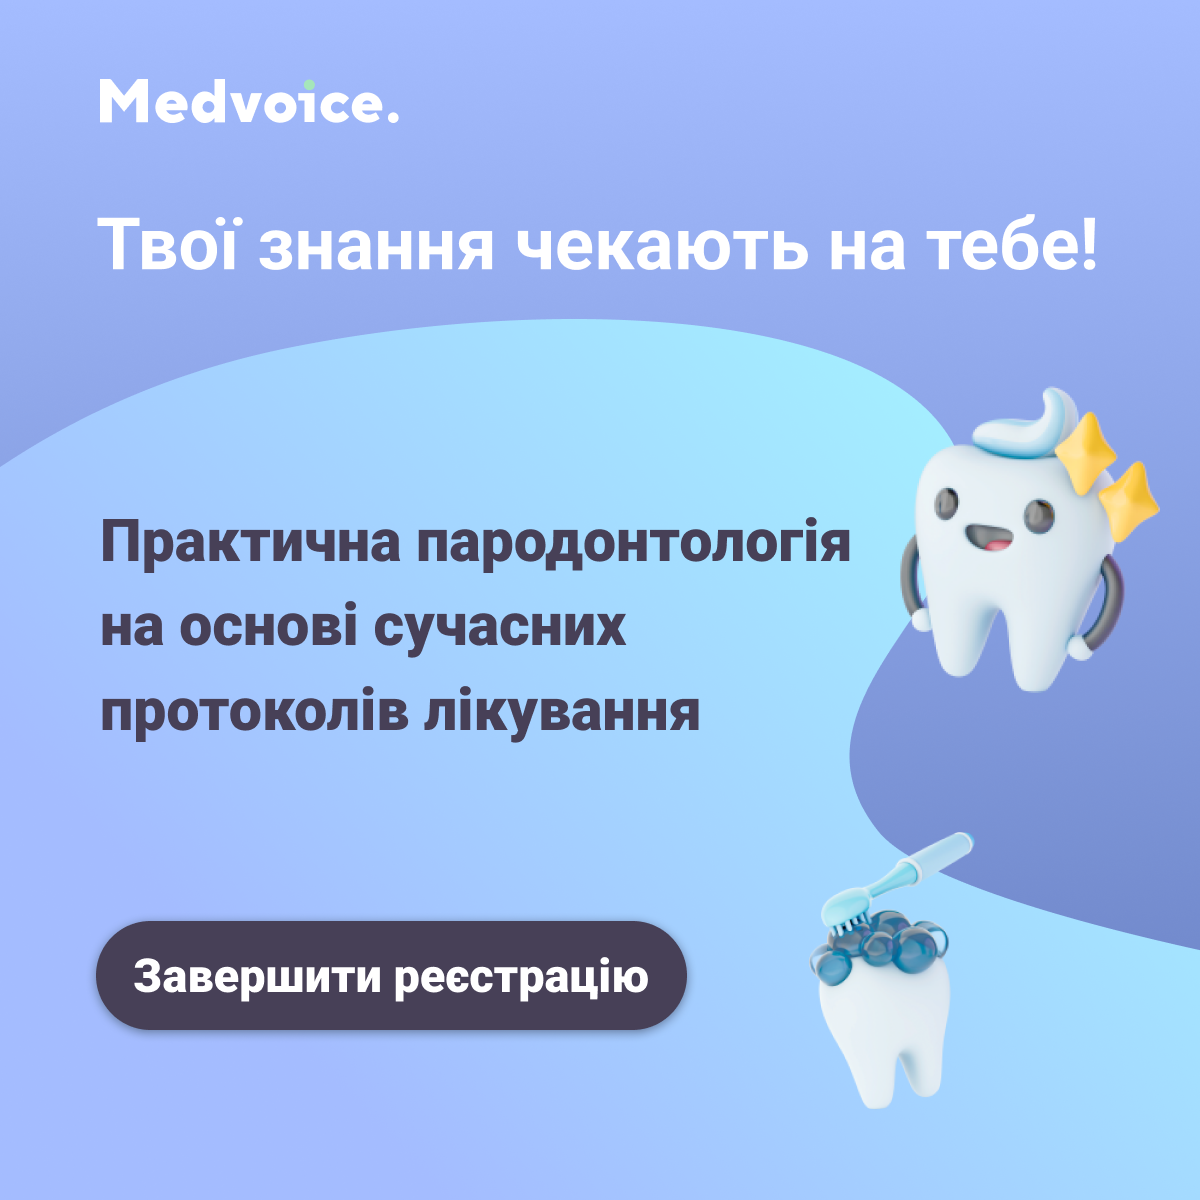 Medvoice.
Твої знання чекають на тебе!
Практична пародонтологія
на основі сучасних
протоколів лікування
Завершити реєстрацію